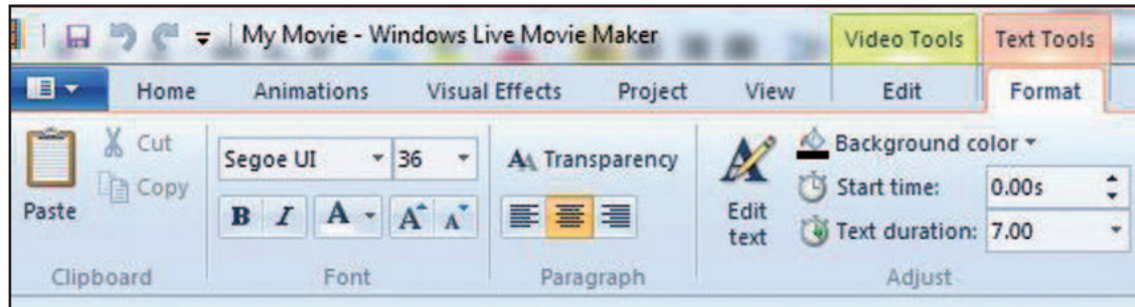 My Movie - Windows Live Movie Maker
Video Tools
Text Tools
Home
Animations
Visual Effects
Project
View
Edit
Format
Paste
Cut
Copy
Clipboard
Segoe UI
36
B I A A A
Font
AA Transparency
Paragraph
Edit
text
Background color
Start time: 0.00s
Text duration: 7.00
Adjust